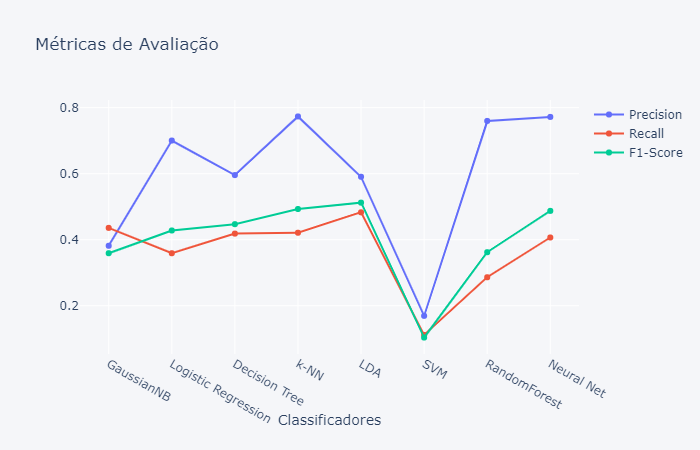 Métricas de Avaliação
0.8
0.6
0.4
0.2
Precision
Recall
F1-Score
GaussianNB
Logistic Regression
Decision Tree
k-NN
LDA
SVM
RandomForest
Neural Net
Classificadores